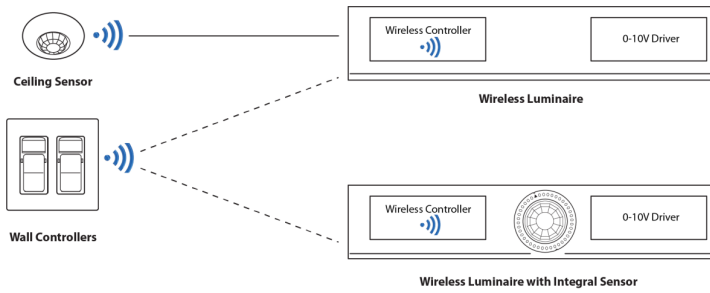 Wireless Controller
0-10V Driver
Ceiling Sensor
Wireless Luminaire
Wireless Controller
0-10V Driver
Wall Controllers
Wireless Luminaire with Integral Sensor